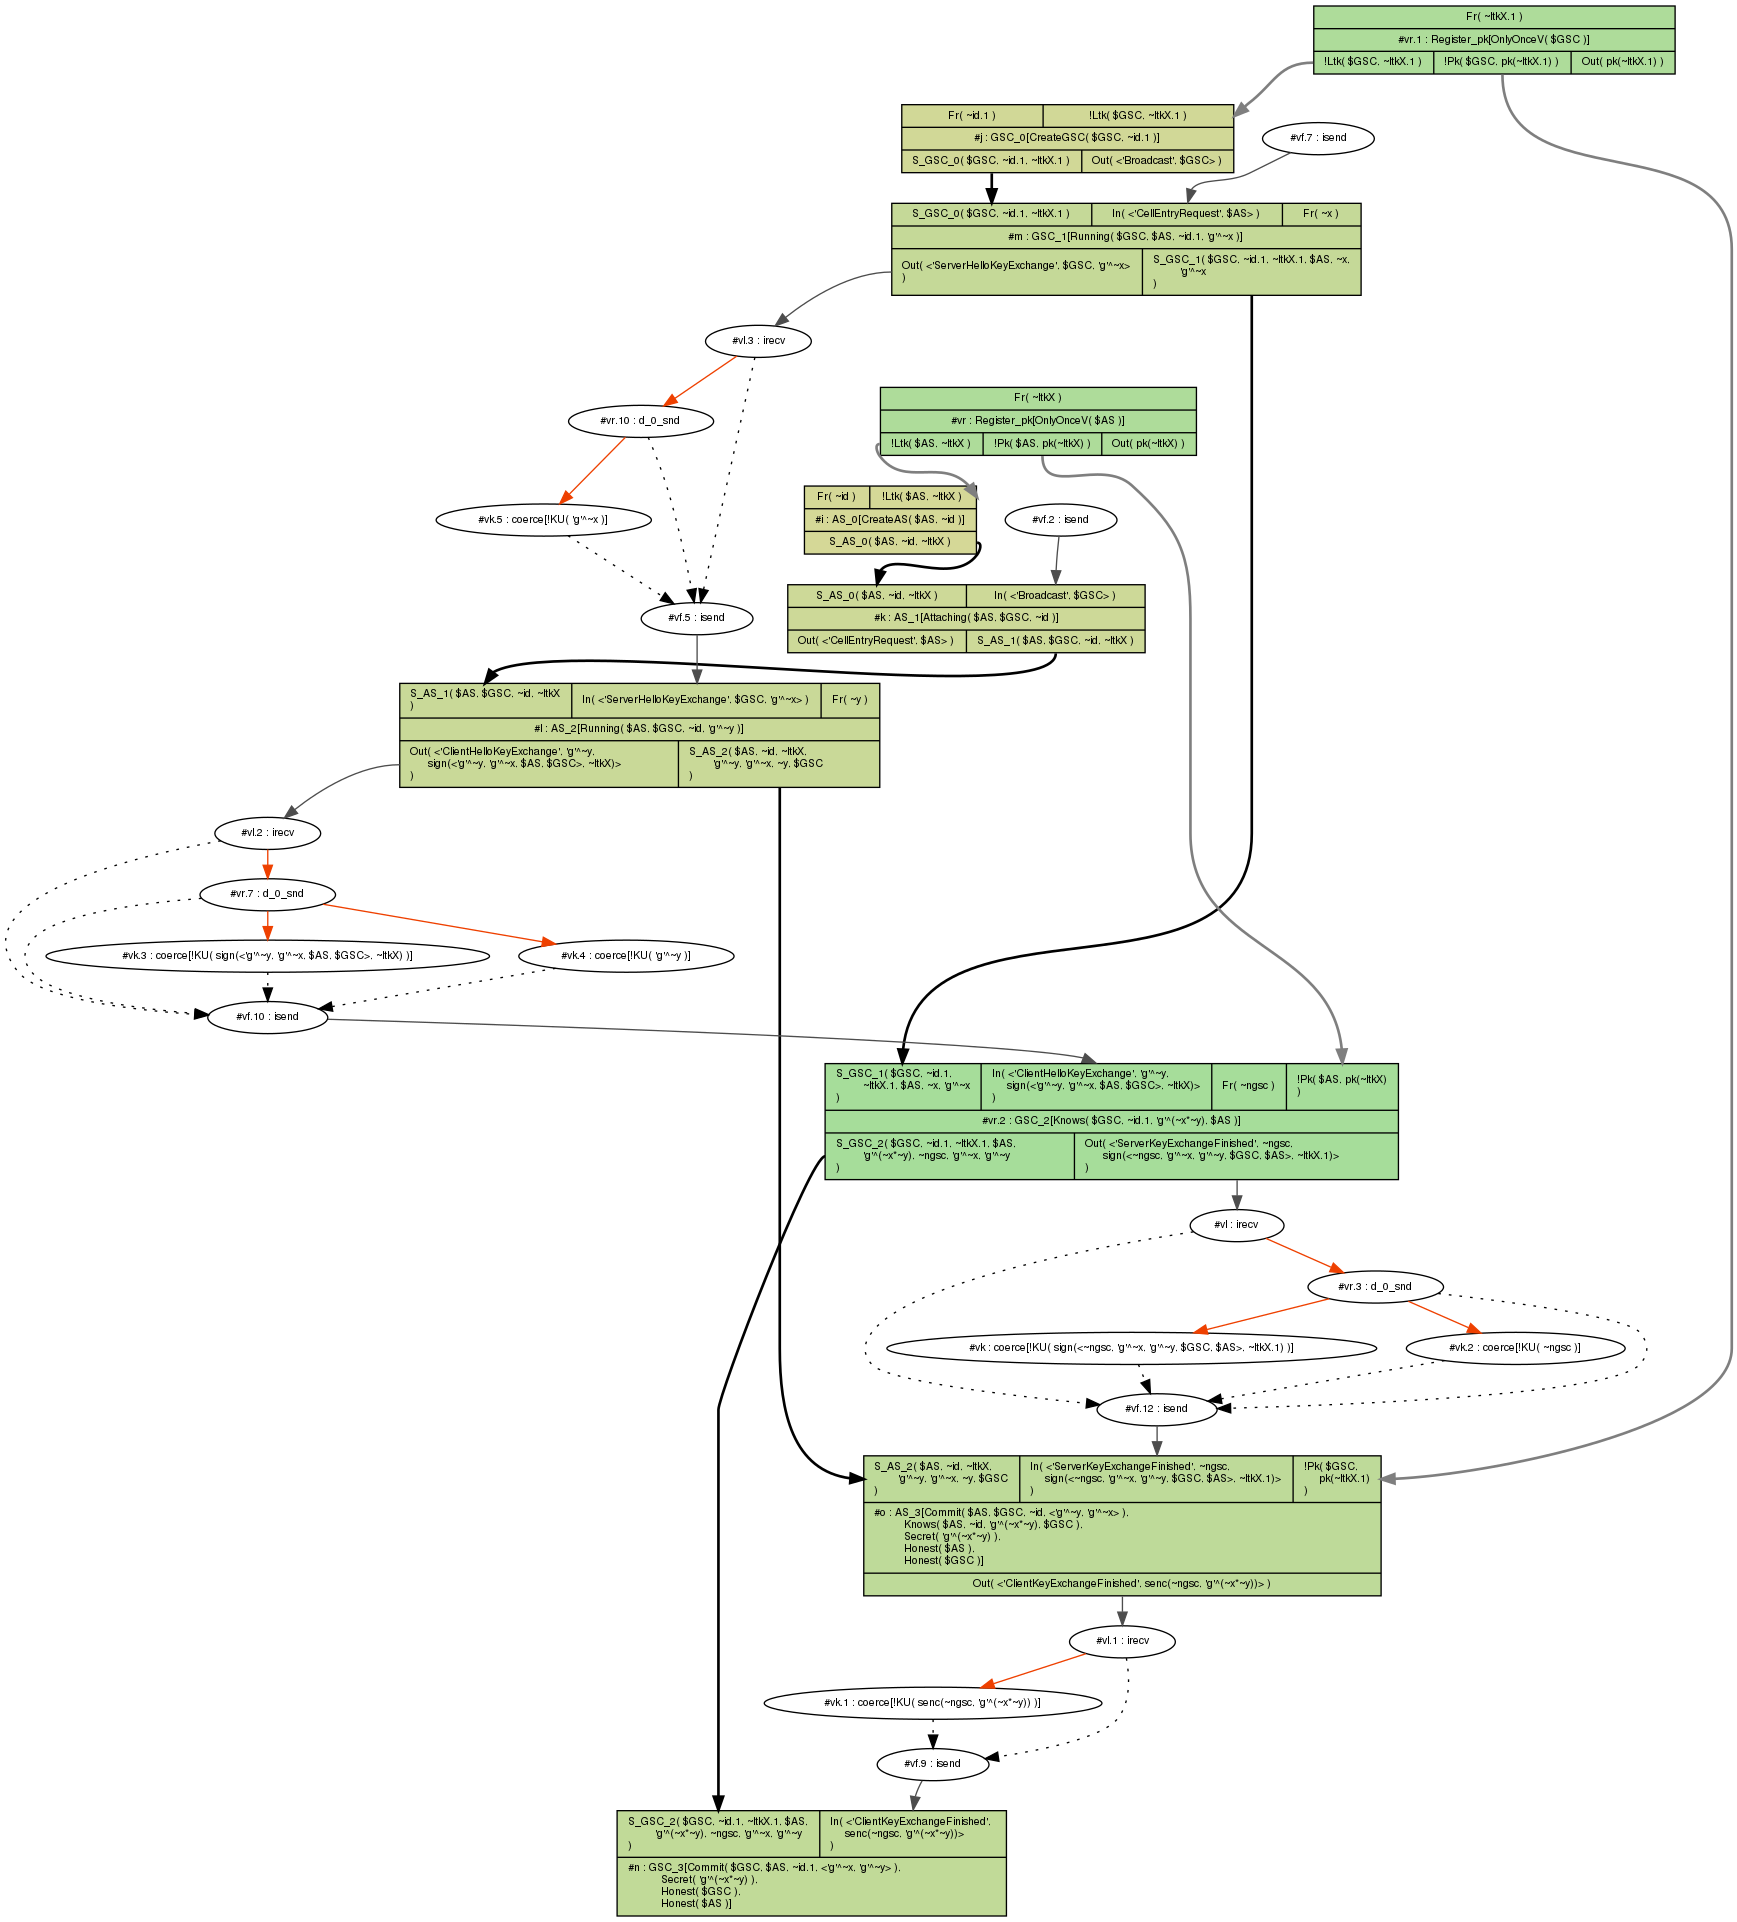 Fr( ~ltkX.1 )
#vr.1 : Register_pk[OnlyOnceV( $GSC )]
!Ltk( $GSC, ~ltkX.1 )
!Pk( $GSC, pk(~ltkX.1) )
Out( pk(~ltkX.1) )
Fr( ~id.1 )
!Ltk( $GSC, ~ltkX.1 )
#j : GSC_0[CreateGSC( $GSC, ~id.1 )]
S_GSC_0( $GSC, ~id.1, ~ltkX.1 )
Out( <'Broadcast', $GSC> )
#vf.7 : isend
S_GSC_0( $GSC, ~id.1, ~ltkX.1 )
In( <'CellEntryRequest', $AS> )
Fr( ~x )
#m : GSC_1[Running( $GSC, $AS, ~id.1, 'g'^~x )]
Out( <'ServerHelloKeyExchange', $GSC, 'g'^~x>
)
S_GSC_1( $GSC, ~id.1, ~ltkX.1, $AS, ~x,
'g'^~x
)
#vl.3 : irecv
#vr.10 : d_0_snd
#vk.5 : coerce[!KU( 'g'^~x )]
Fr( ~ltkX )
#vr : Register_pk[OnlyOnceV( $AS )]
!Ltk( $AS, ~ltkX )
!Pk( $AS, pk(~ltkX) )
Out( pk(~ltkX) )
Fr( ~id )
!Ltk( $AS, ~ltkX )
#i : AS_0[CreateAS( $AS, ~id )]
S_AS_0( $AS, ~id, ~ltkX )
#vf.2 : isend
S_AS_0( $AS, ~id, ~ltkX )
In( <'Broadcast', $GSC> )
#k : AS_1[Attaching( $AS, $GSC, ~id )]
Out( <'CellEntryRequest', $AS> )
S_AS_1( $AS, $GSC, ~id, ~ltkX )
#vf.5 : isend
S_AS_1( $AS, $GSC, ~id, ~ltkX
)
In( <'ServerHelloKeyExchange', $GSC, 'g'^~x> )
Fr( ~y )
#l : AS_2[Running( $AS, $GSC, ~id, 'g'^~y )]
Out( <'ClientHelloKeyExchange', 'g'^~y,
sign(<'g'^~y, 'g'^~x, $AS, $GSC>, ~ltkX)>
)
S_AS_2( $AS, ~id, ~ltkX,
'g'^~y, 'g'^~x, ~y, $GSC
)
#vl.2 : irecv
#vr.7 : d_0_snd
#vk.3 : coerce[!KU( sign(<'g'^~y, 'g'^~x, $AS, $GSC>, ~ltkX) )]
#vk.4 : coerce[!KU( 'g'^~y )]
#vf.10 : isend
S_GSC_1( $GSC, ~id.1,
~ltkX.1, $AS, ~x, 'g'^~x
)
In( <'ClientHelloKeyExchange', 'g'^~y,
sign(<'g'^~y, 'g'^~x, $AS, $GSC>, ~ltkX)>
)
Fr( ~ngsc )
!Pk( $AS, pk(~ltkX)
)
#vr.2 : GSC_2[Knows( $GSC, ~id.1, 'g'^(~x*~y), $AS )]
S_GSC_2( $GSC, ~id.1, ~ltkX.1, $AS,
'g'^(~x*~y), ~ngsc, 'g'^~x, 'g'^~y
)
Out( <'ServerKeyExchangeFinished', ~ngsc,
sign(<~ngsc, 'g'^~x, 'g'^~y, $GSC, $AS>, ~ltkX.1)>
)
#vl : irecv
#vr.3 : d_0_snd
#vk : coerce[!KU( sign(<~ngsc, 'g'^~x, 'g'^~y, $GSC, $AS>, ~ltkX.1) )]
#vk.2 : coerce[!KU( ~ngsc )]
#vf.12 : isend
S_AS_2( $AS, ~id, ~ltkX,
'g'^~y, 'g'^~x, ~y, $GSC
)
In( <'ServerKeyExchangeFinished', ~ngsc,
sign(<~ngsc, 'g'^~x, 'g'^~y, $GSC, $AS>, ~ltkX.1)>
)
!Pk( $GSC,
pk(~ltkX.1)
)
#o : AS_3[Commit( $AS, $GSC, ~id, <'g'^~y, 'g'^~x> ),
Knows( $AS, ~id, 'g'^(~x*~y), $GSC ),
Secret( 'g'^(~x*~y) ),
Honest( $AS ),
Honest( $GSC )]
Out( <'ClientKeyExchangeFinished', senc(~ngsc, 'g'^(~x*~y))> )
#vl.1 : irecv
#vk.1 : coerce[!KU( senc(~ngsc, 'g'^(~x*~y)) )]
#vf.9 : isend
S_GSC_2( $GSC, ~id.1, ~ltkX.1, $AS,
'g'^(~x*~y), ~ngsc, 'g'^~x, 'g'^~y
)
In( <'ClientKeyExchangeFinished',
senc(~ngsc, 'g'^(~x*~y))>
)
#n : GSC_3[Commit( $GSC, $AS, ~id.1, <'g'^~x, 'g'^~y> ),
Secret( 'g'^(~x*~y) ),
Honest( $GSC ),
Honest( $AS )]